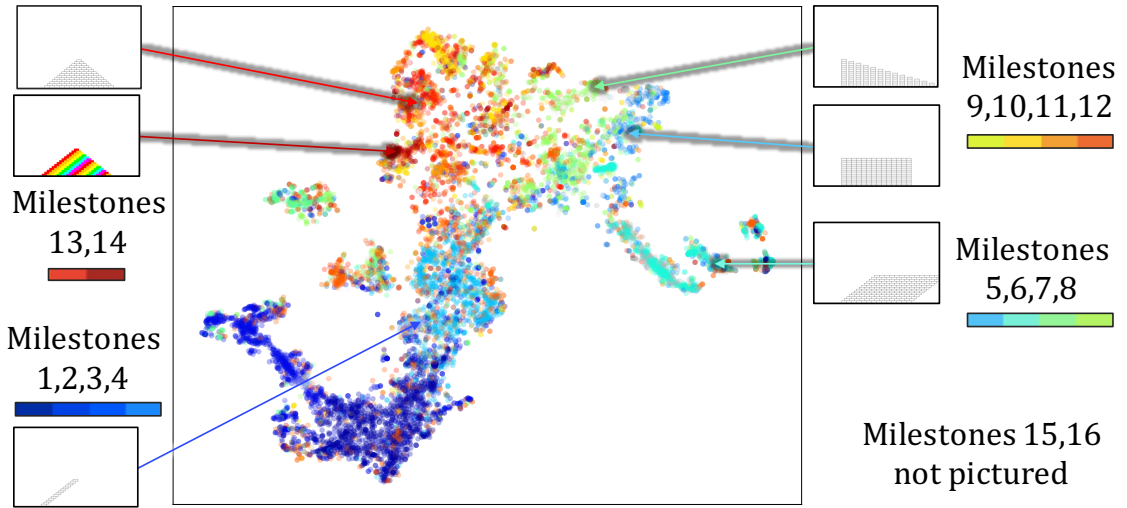 Milestones
13,14
Milestones
1,2,3,4
Milestones
9,10,11,12
Milestones
5,6,7,8
Milestones 15,16
not pictured